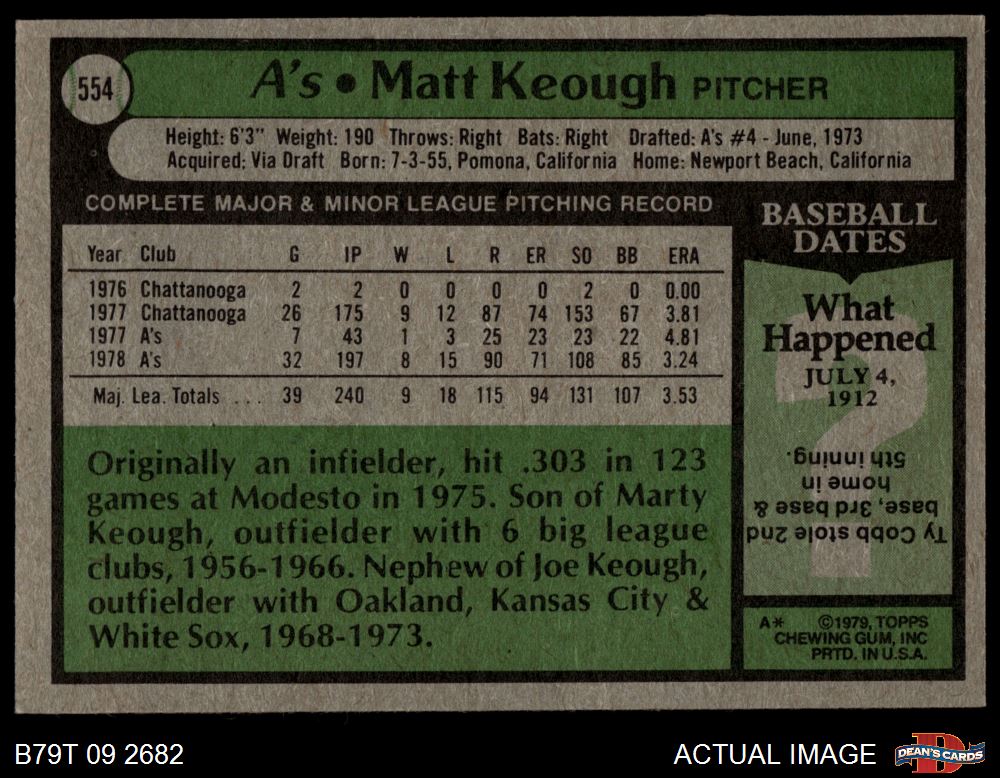 554
A's • Matt Keough PITCHER
Height: 6'3" Weight: 190 Throws: Right Bats: Right Drafted: A's #4 - June, 1973
Acquired: Via Draft Born: 7-3-55, Pomona, California Home: Newport Beach, California
COMPLETE MAJOR & MINOR LEAGUE PITCHING RECORD
Year Club G IP W L R ER SO BB ERA
1976 Chattanooga 2 2 0 0 0 0 2 0 0.00
1977 Chattanooga 26 175 9 12 87 74 153 67 3.81
1977 A's 7 43 1 3 25 23 23 22 4.81
1978 A's 32 197 8 15 90 71 108 85 3.24
Maj. Lea. Totals ... 39 240 9 18 115 94 131 107 3.53
Originally an infielder, hit .303 in 123
games at Modesto in 1975. Son of Marty
Keough, outfielder with 6 big league
clubs, 1956-1966. Nephew of Joe Keough,
outfielder with Oakland, Kansas City &
White Sox, 1968-1973.
BASEBALL
DATES
What
Happened
JULY 4,
1912
?
Ty Cobb stole 2nd
base, 3rd base &
home in
5th inning.
A* ©1979, TOPPS
CHEWING GUM, INC
PRTD. IN U.S.A.
B79T 09 2682
ACTUAL IMAGE
D
DEAN'S CARDS